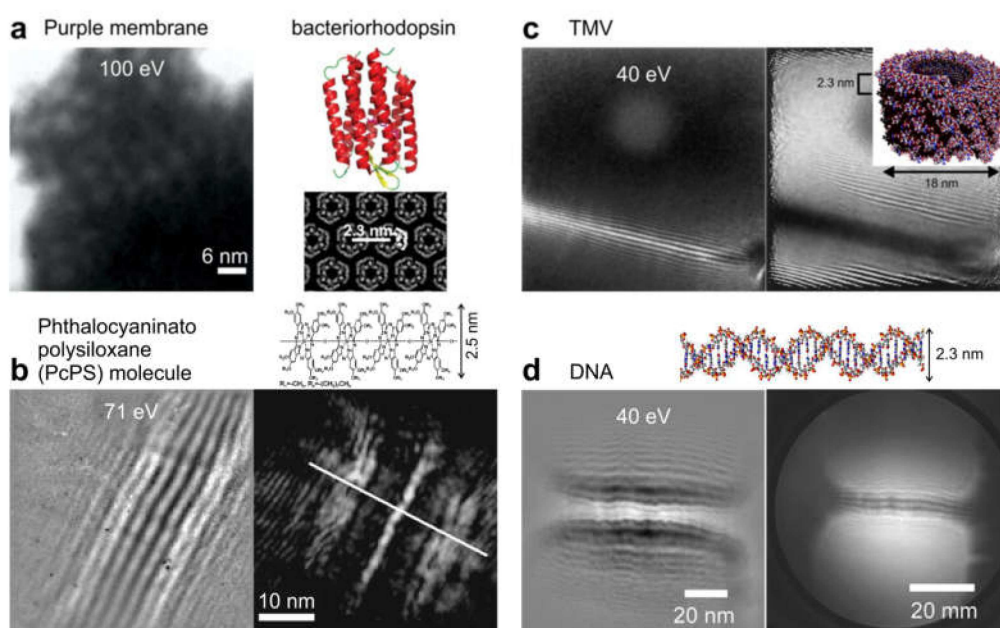 a Purple membrane
bacteriorhodopsin
100 eV
2.3 nm
6 nm
c TMV
40 eV
2.3 nm
18 nm
Phthalocyaninato
polysiloxane
b (PcPS) molecule
2.5 nm
71 eV
10 nm
d DNA
2.3 nm
40 eV
20 nm
20 mm